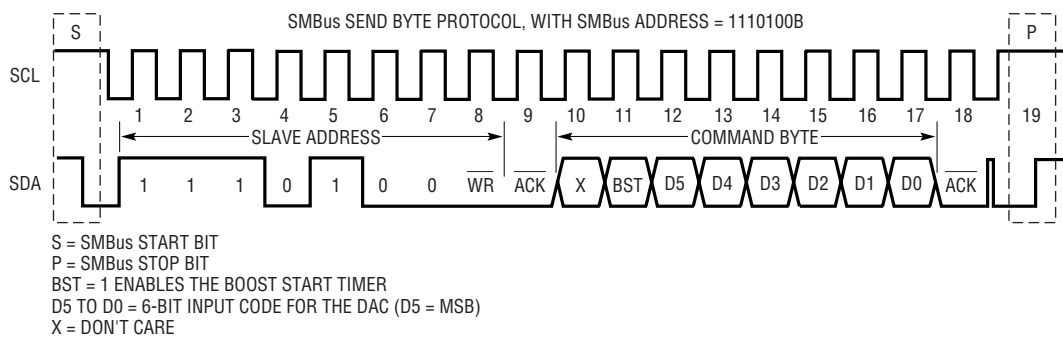 SMBus SEND BYTE PROTOCOL, WITH SMBus ADDRESS = 1110100B
S
P
SCL
1 2 3 4 5 6 7 8 9 10 11 12 13 14 15 16 17 18 19
SLAVE ADDRESS
COMMAND BYTE
SDA
1 1 1 0 1 0 0 WR ACK X BST D5 D4 D3 D2 D1 D0 ACK
S = SMBus START BIT
P = SMBus STOP BIT
BST = 1 ENABLES THE BOOST START TIMER
D5 TO D0 = 6-BIT INPUT CODE FOR THE DAC (D5 = MSB)
X = DON'T CARE